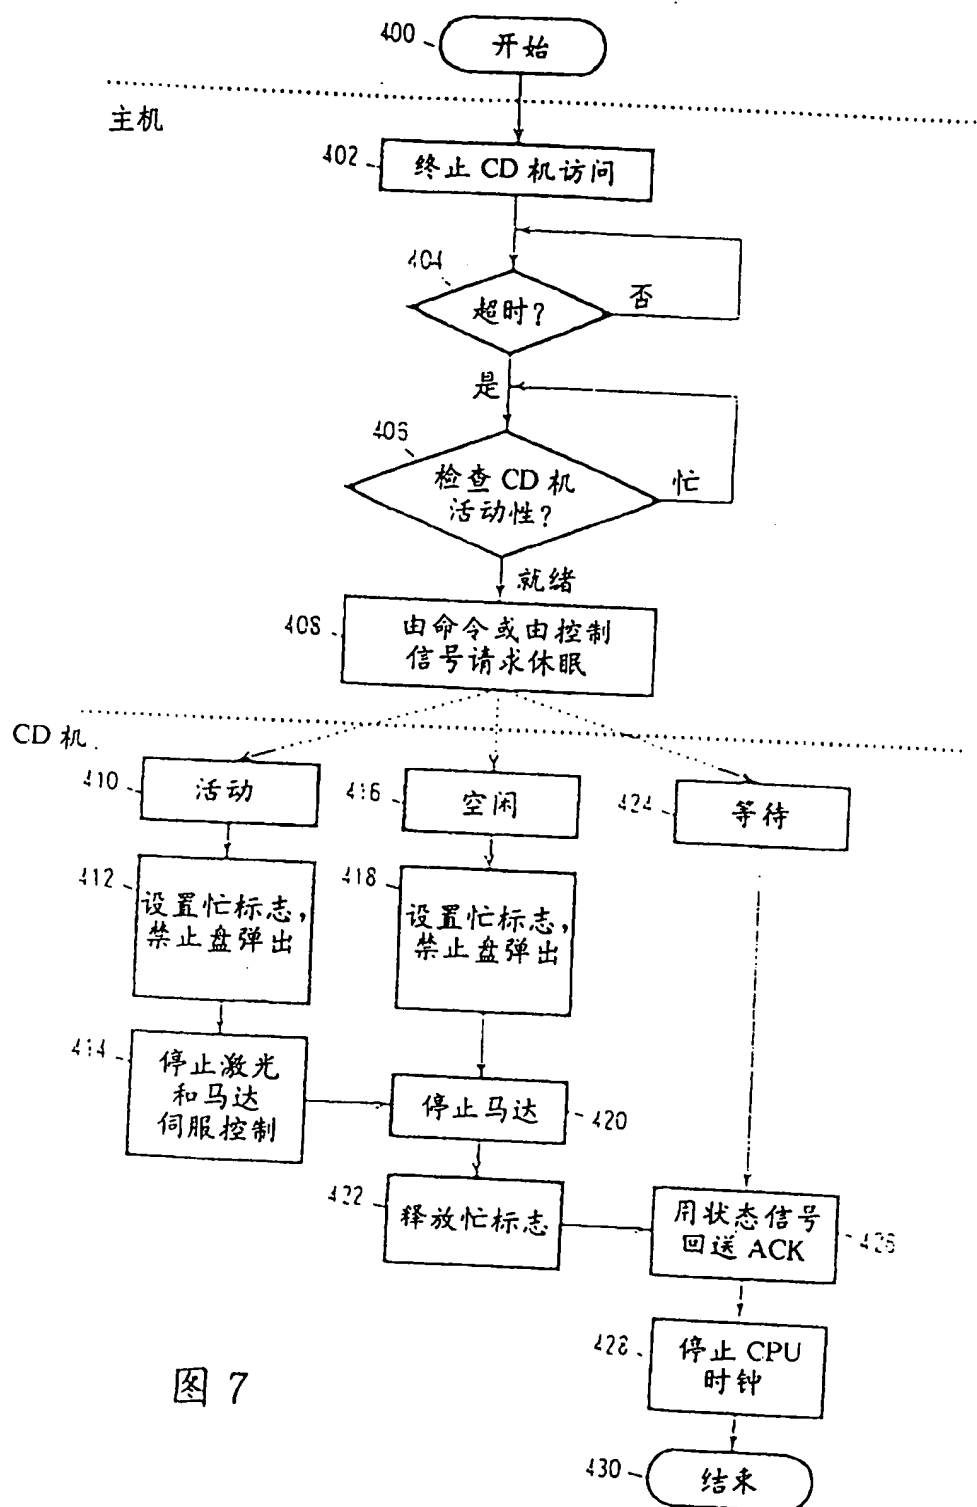 400
开始
主机
402
终止 CD 机访问
404
超时?
否
是
406
检查 CD 机
活动性?
忙
就绪
408
由命令或由控制
信号请求休眠
CD 机
410
活动
416
空闲
424
等待
412
设置忙标志,
禁止盘弹出
418
设置忙标志,
禁止盘弹出
414
停止激光
和马达
伺服控制
停止马达
420
422
释放忙标志
用状态信号
回送 ACK
426
428
停止 CPU
时钟
图 7
430
结束